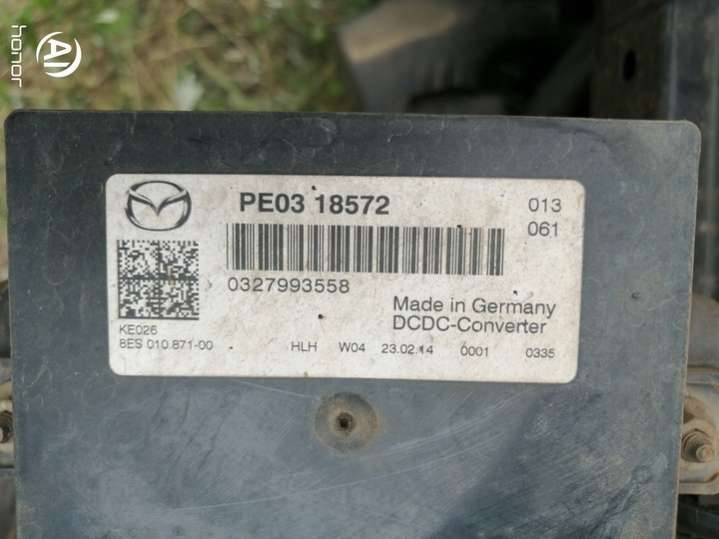 AI
honor
PE03 18572
013
061
0327993558
Made in Germany
DCDC-Converter
KE026
8ES 010.871-00
HLH W04 23.02.14 0001 0335